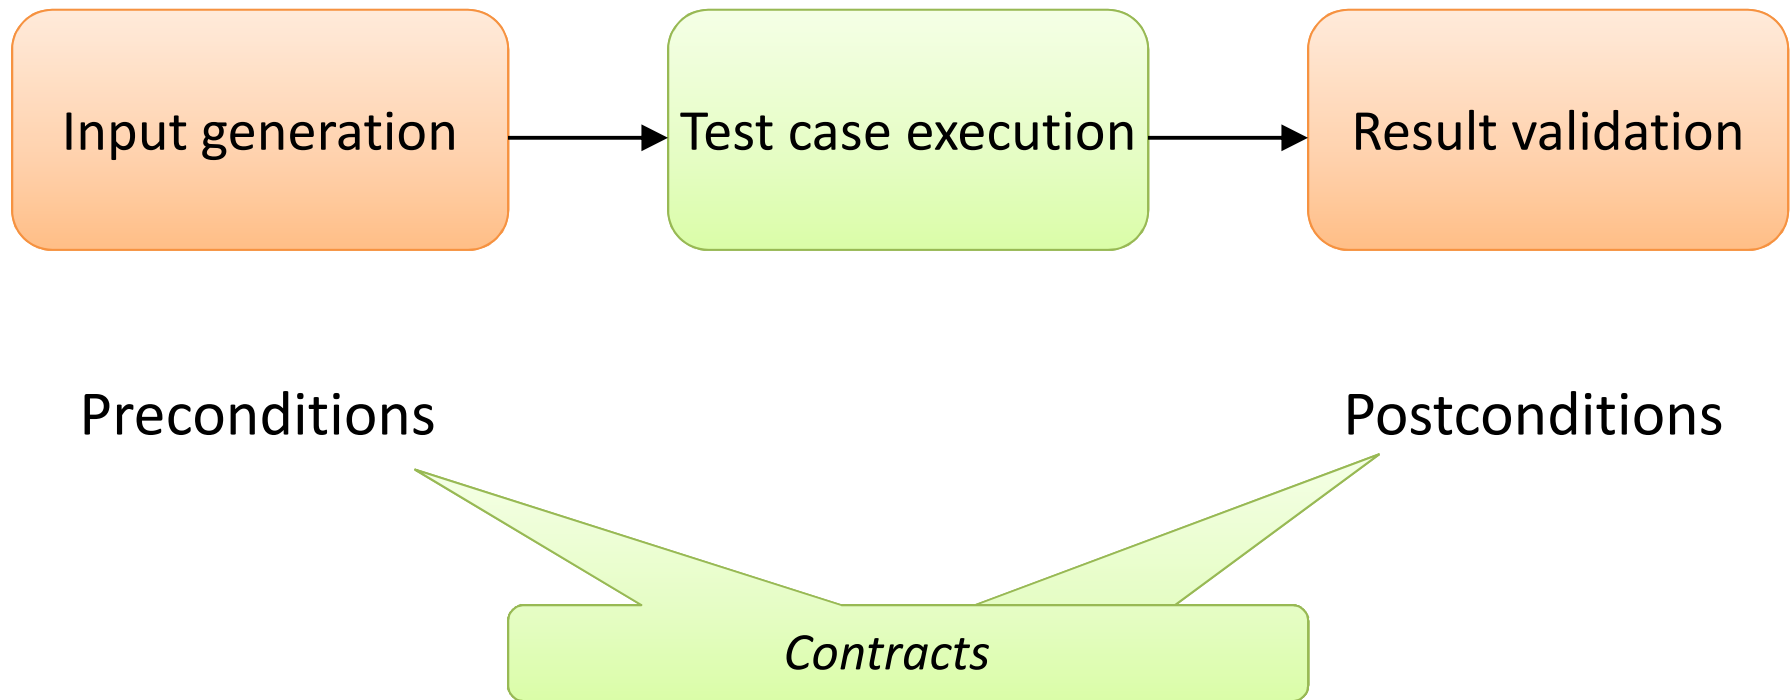 Input generation
Test case execution
Result validation
Preconditions
Postconditions
Contracts